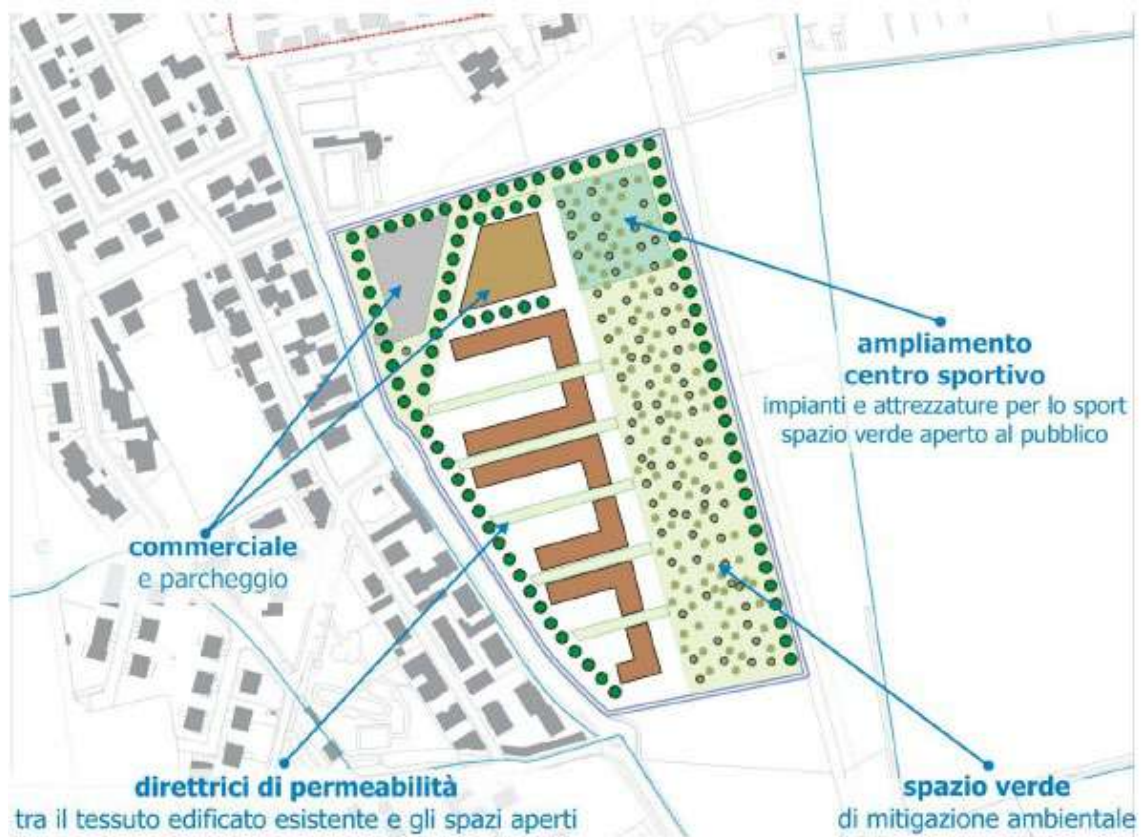 ampliamento
centro sportivo
impianti e attrezzature per lo sport
spazio verde aperto al pubblico
commerciale
e parcheggio
direttrici di permeabilità
tra il tessuto edificato esistente e gli spazi aperti
spazio verde
di mitigazione ambientale